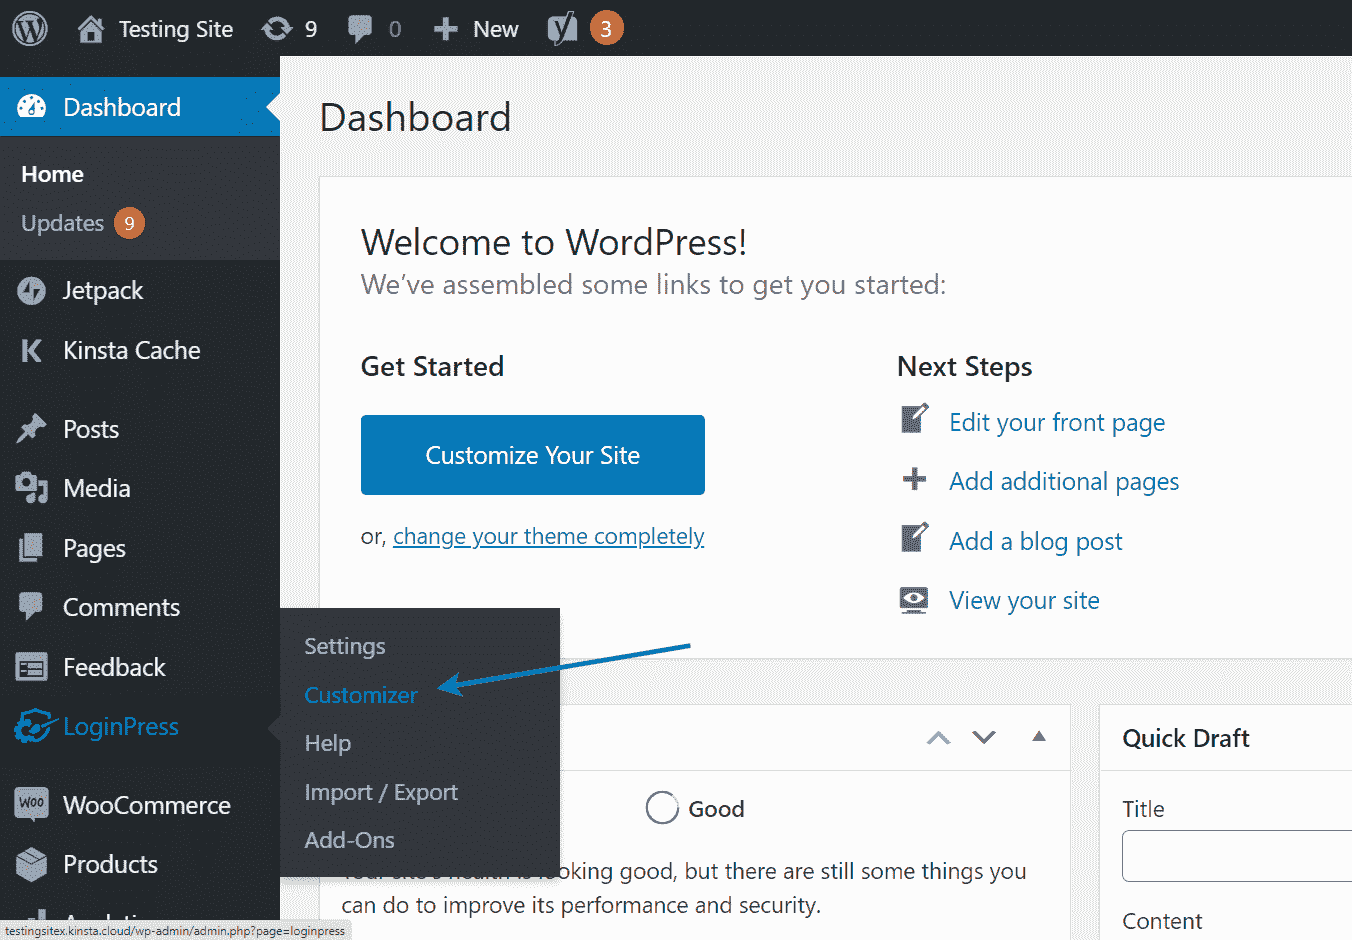 Testing Site 9 0 New 3
Dashboard
Home
Updates 9
Jetpack
Kinsta Cache
Posts
Media
Pages
Comments
Feedback
LoginPress
WOO WooCommerce
Products
Settings
Customizer
Help
Import / Export
Add-Ons
Dashboard
Welcome to WordPress!
We've assembled some links to get you started:
Get Started
Customize Your Site
or, change your theme completely
Next Steps
Edit your front page
Add additional pages
Add a blog post
View your site
Good
looking good, but there are still some things you
can do to improve its performance and security.
Quick Draft
Title
Content
testingsitex.kinsta.cloud/wp-admin/admin.php?page=loginpress